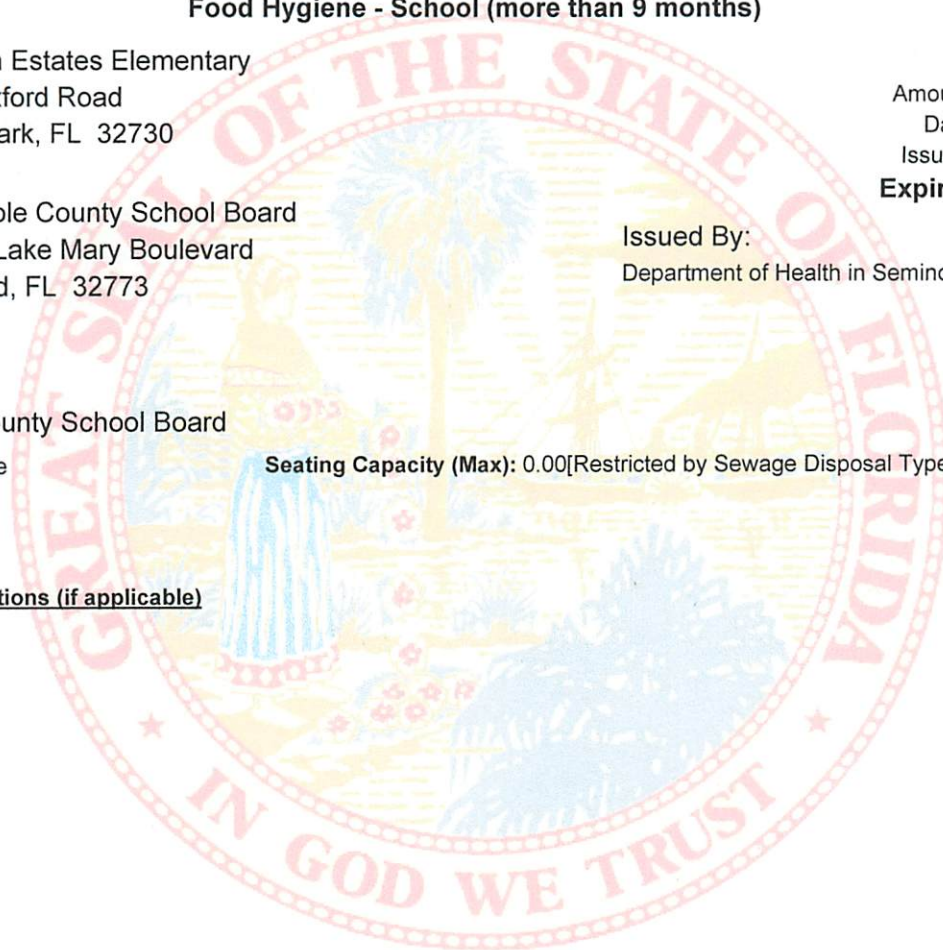 Food Hygiene - School (more than 9 months)
n Estates Elementary
tford Road
ark, FL 32730
ole County School Board
Lake Mary Boulevard
d, FL 32773
Amou
Da
Issu
Expir
Issued By:
Department of Health in Semino
ounty School Board
e
Seating Capacity (Max): 0.00[Restricted by Sewage Disposal Type
tions (if applicable)
GREAT SEAL OF THE STATE OF FLORIDA
IN GOD WE TRUST